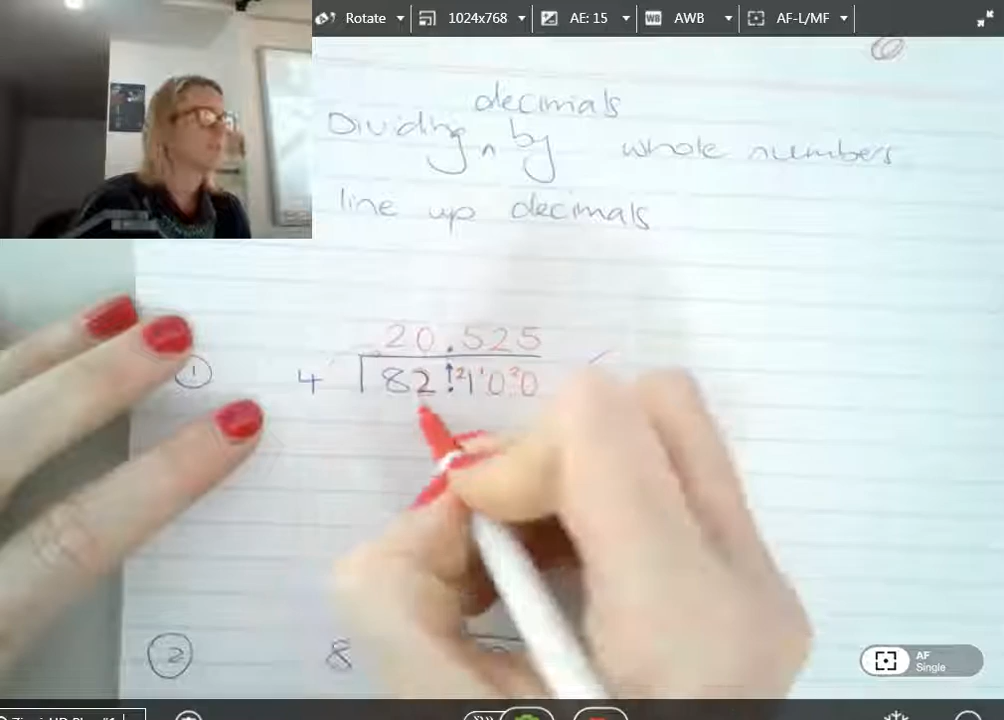 Rotate 1024x768 AE: 15 AWB AF-L/MF
decimals
Dividing ^ by whole numbers
line up decimals
20.525
① 4 82.²1¹0²0
② 8
AF
Single